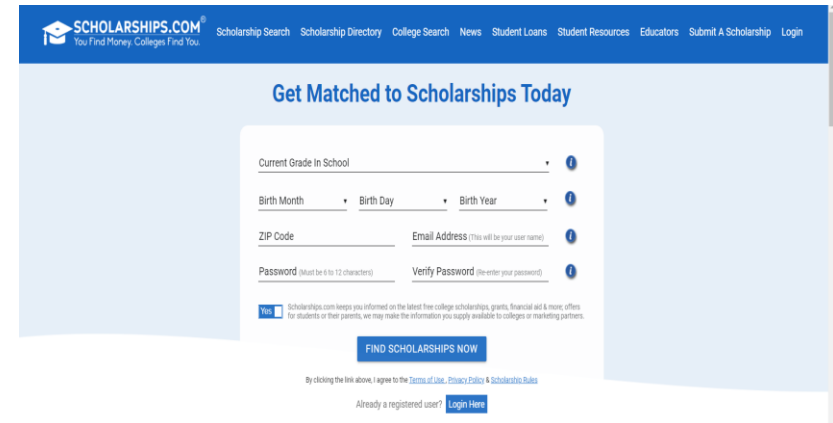 SCHOLARSHIPS.COM®
You Find Money. Colleges Find You.
Scholarship Search Scholarship Directory College Search News Student Loans Student Resources Educators Submit A Scholarship Login
Get Matched to Scholarships Today
Current Grade In School
Birth Month Birth Day Birth Year
ZIP Code Email Address (This will be your user name)
Password (Must be 6 to 12 characters) Verify Password (Re-enter your password)
Yes Scholarships.com keeps you informed on the latest free college scholarships, grants, financial aid & more; offers
for students or their parents, we may make the information you supply available to colleges or marketing partners.
FIND SCHOLARSHIPS NOW
By clicking the link above, I agree to the Terms of Use , Privacy Policy & Scholarship Rules
Already a registered user? Login Here